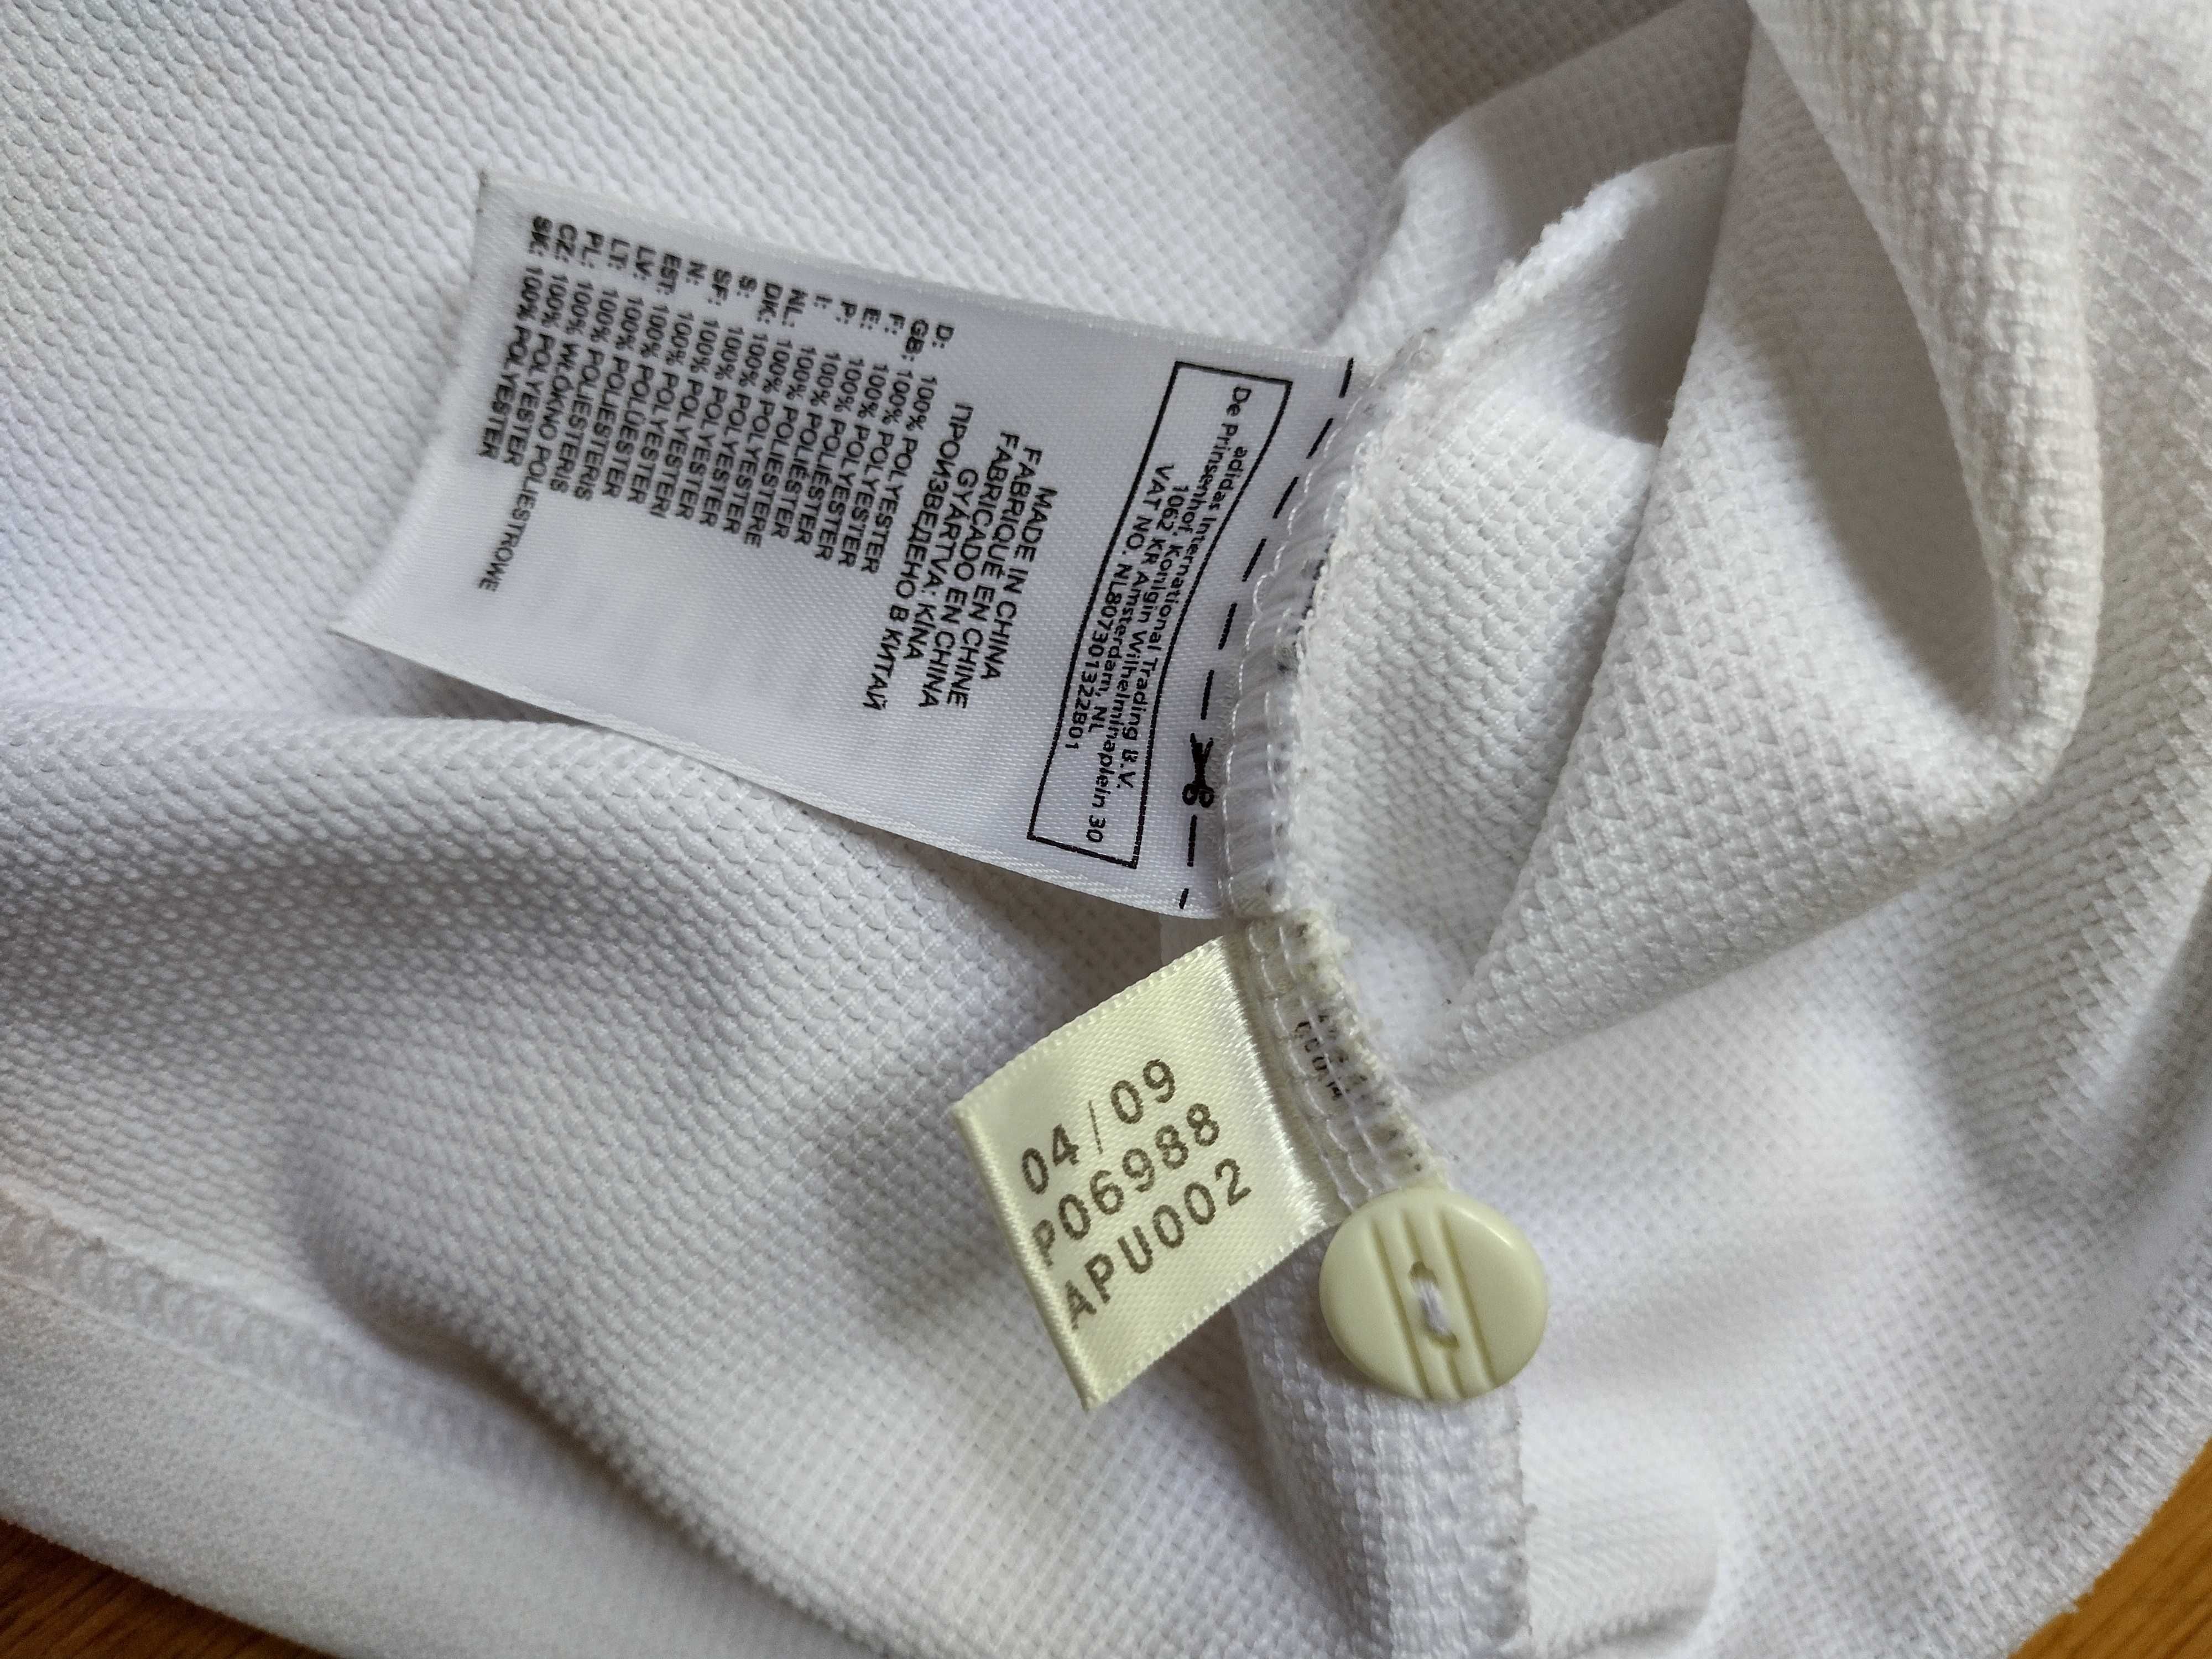 adidas International Trading B.V.
De Prinsenhof, Koningin Wilhelminaplein 30
1062 KR Amsterdam, NL
VAT NO. NL807301322B01
MADE IN CHINA
FABRIQUÉ EN CHINE
FABRICADO EN CHINA
GYÁRTVA: KÍNA
ПРОИЗВЕДЕНО В КИТАЙ
D: 100% POLYESTER
GB: 100% POLYESTER
F: 100% POLYESTER
E: 100% POLIÉSTER
P: 100% POLIÉSTER
I: 100% POLIESTERE
NL: 100% POLYESTER
DK: 100% POLYESTER
S: 100% POLYESTER
SF: 100% POLYESTERI
N: 100% POLYESTER
EST: 100% POLÜESTER
LV: 100% POLIESTERIS
LT: 100% POLIESTERIS
PL: 100% WŁÓKNO POLIESTROWE
CZ: 100% POLYESTER
SK: 100% POLYESTER
04/09
P06988
APU002